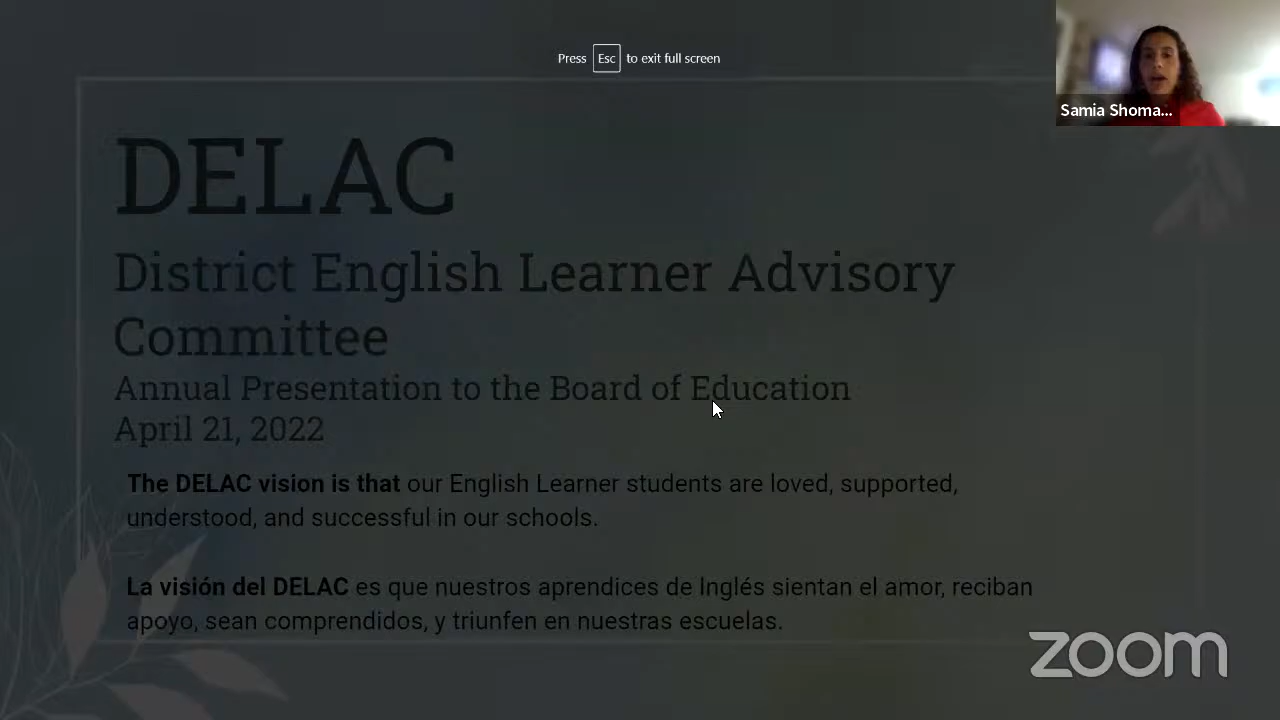 Press Esc to exit full screen
Samia Shoma...
DELAC
District English Learner Advisory
Committee
Annual Presentation to the Board of Education
April 21, 2022
The DELAC vision is that our English Learner students are loved, supported,
understood, and successful in our schools.
La visión del DELAC es que nuestros aprendices de Inglés sientan el amor, reciban
apoyo, sean comprendidos, y triunfen en nuestras escuelas.
zoom